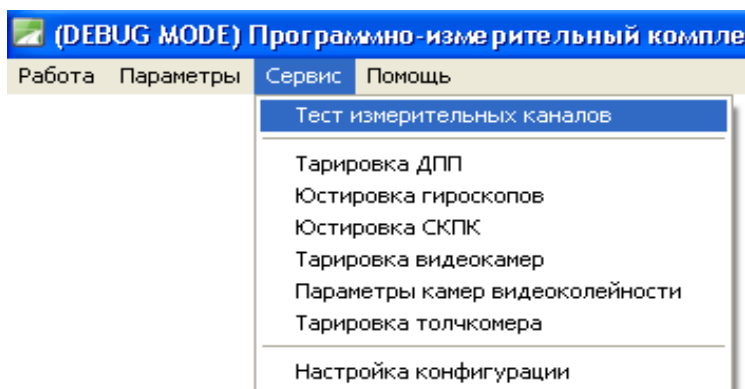 (DEBUG MODE) Программно-измерительный компле
Работа Параметры Сервис Помощь
Тест измерительных каналов
Тарировка ДПП
Юстировка гироскопов
Юстировка СКПК
Тарировка видеокамер
Параметры камер видеоколейности
Тарировка толчкомера
Настройка конфигурации